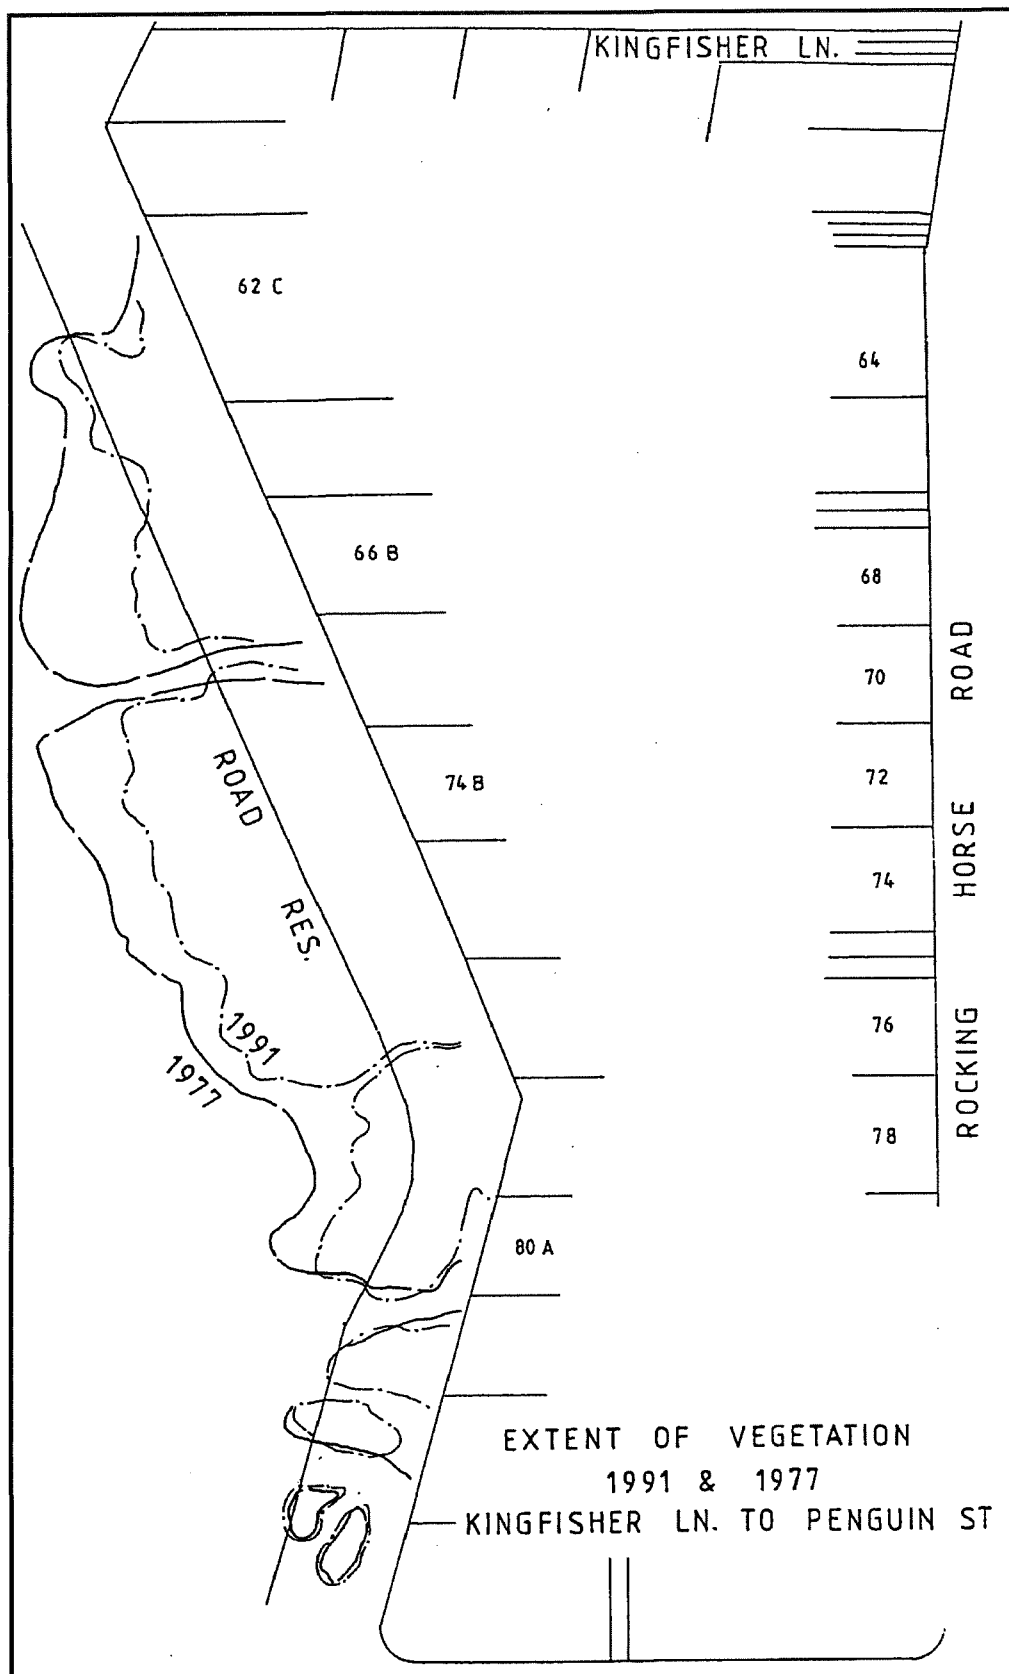 KINGFISHER LN.
62 C
64
66 B
68
70
72
74 B
74
76
78
80 A
ROAD RES.
1991
1977
ROCKING HORSE ROAD
EXTENT OF VEGETATION
1991 & 1977
KINGFISHER LN. TO PENGUIN ST